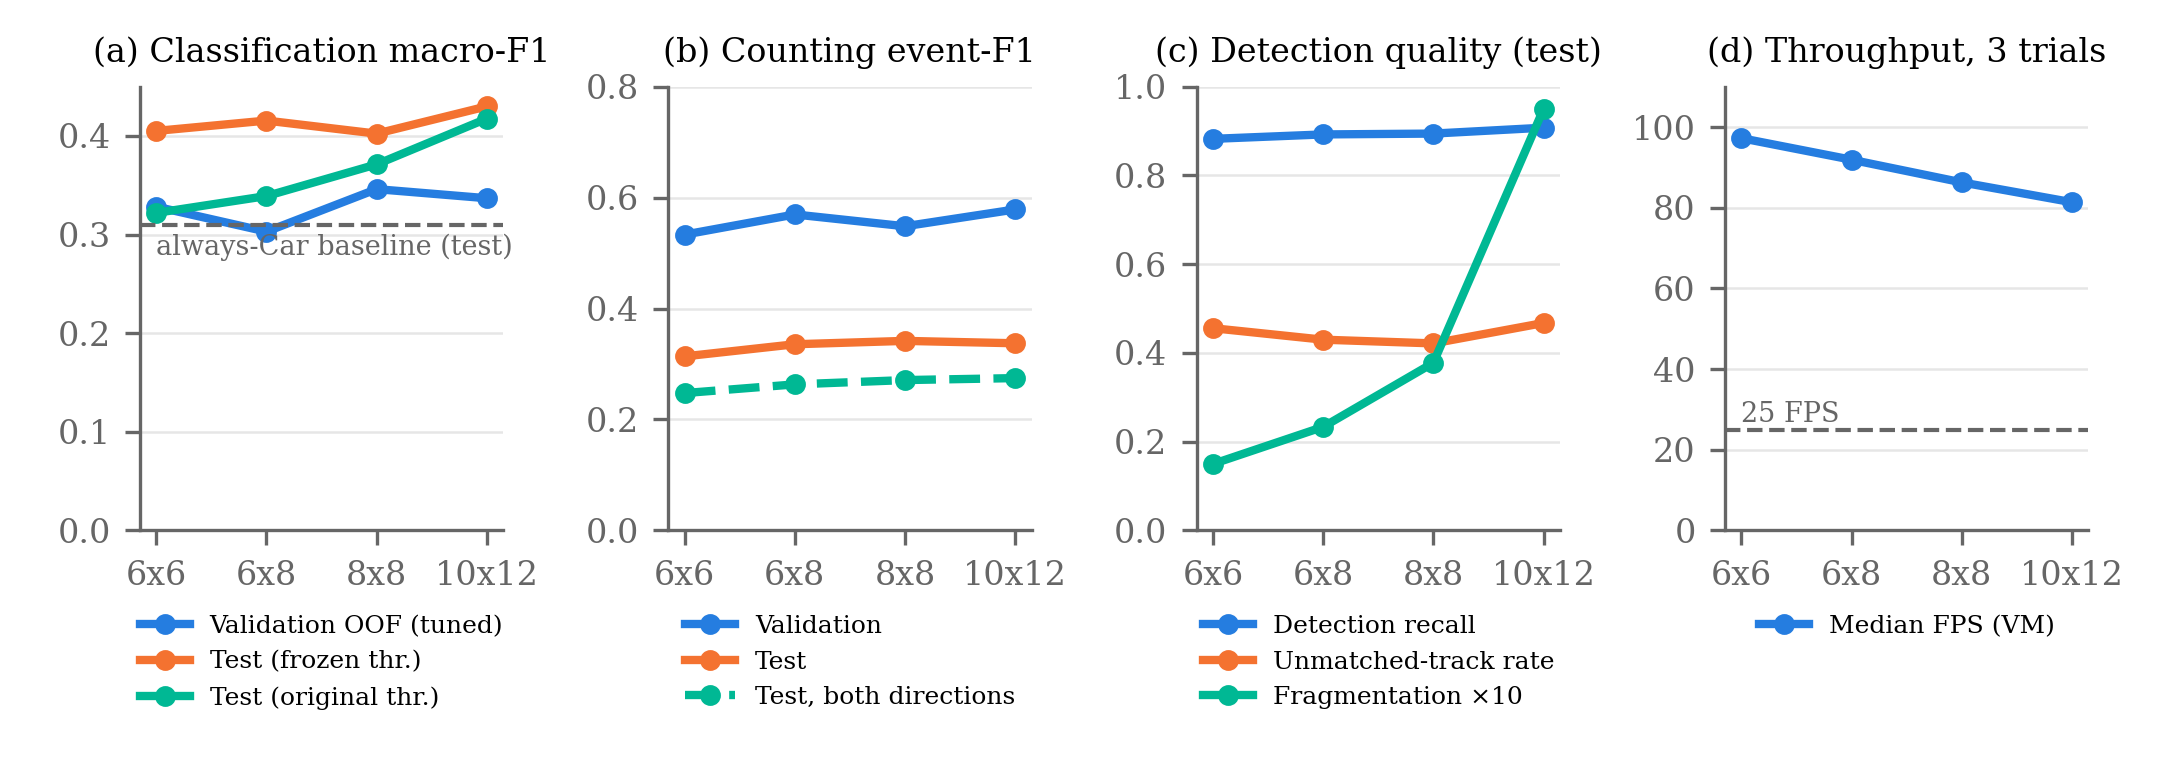 (a) Classification macro-F1
0.4
0.3
0.2
0.1
0.0
always-Car baseline (test)
6x6 6x8 8x8 10x12
Validation OOF (tuned)
Test (frozen thr.)
Test (original thr.)
(b) Counting event-F1
0.8
0.6
0.4
0.2
0.0
6x6 6x8 8x8 10x12
Validation
Test
Test, both directions
(c) Detection quality (test)
1.0
0.8
0.6
0.4
0.2
0.0
6x6 6x8 8x8 10x12
Detection recall
Unmatched-track rate
Fragmentation ×10
(d) Throughput, 3 trials
100
80
60
40
20
0
25 FPS
6x6 6x8 8x8 10x12
Median FPS (VM)